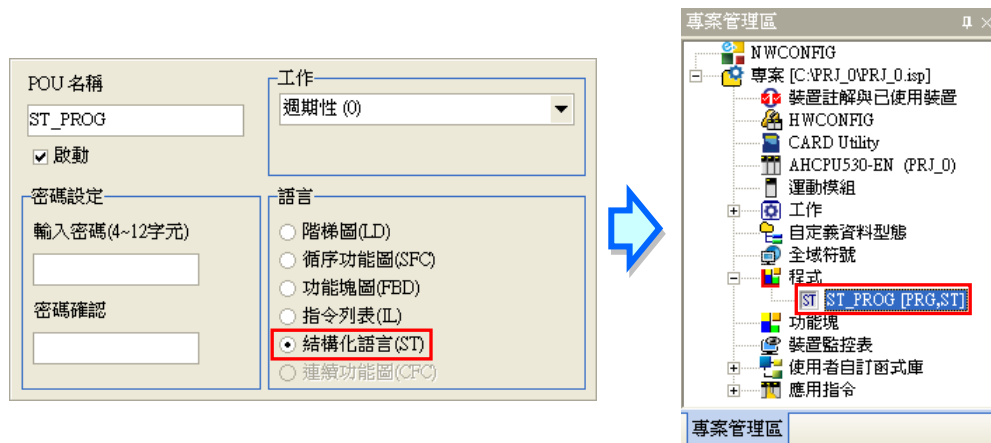 POU 名稱
ST_PROG
啟動
工作
週期性 (0)
密碼設定
輸入密碼(4~12字元)
密碼確認
語言
階梯圖(LD)
循序功能圖(SFC)
功能塊圖(FBD)
指令列表(IL)
結構化語言(ST)
連續功能圖(CFC)
專案管理區
NWCONFIG
專案 [C:\PRJ_0\PRJ_0.isp]
裝置註解與已使用裝置
HWCONFIG
CARD Utility
AHCPU530-EN (PRJ_0)
運動模組
工作
自定義資料型態
全域符號
程式
ST ST_PROG [PRG,ST]
功能塊
裝置監控表
使用者自訂函式庫
應用指令
專案管理區